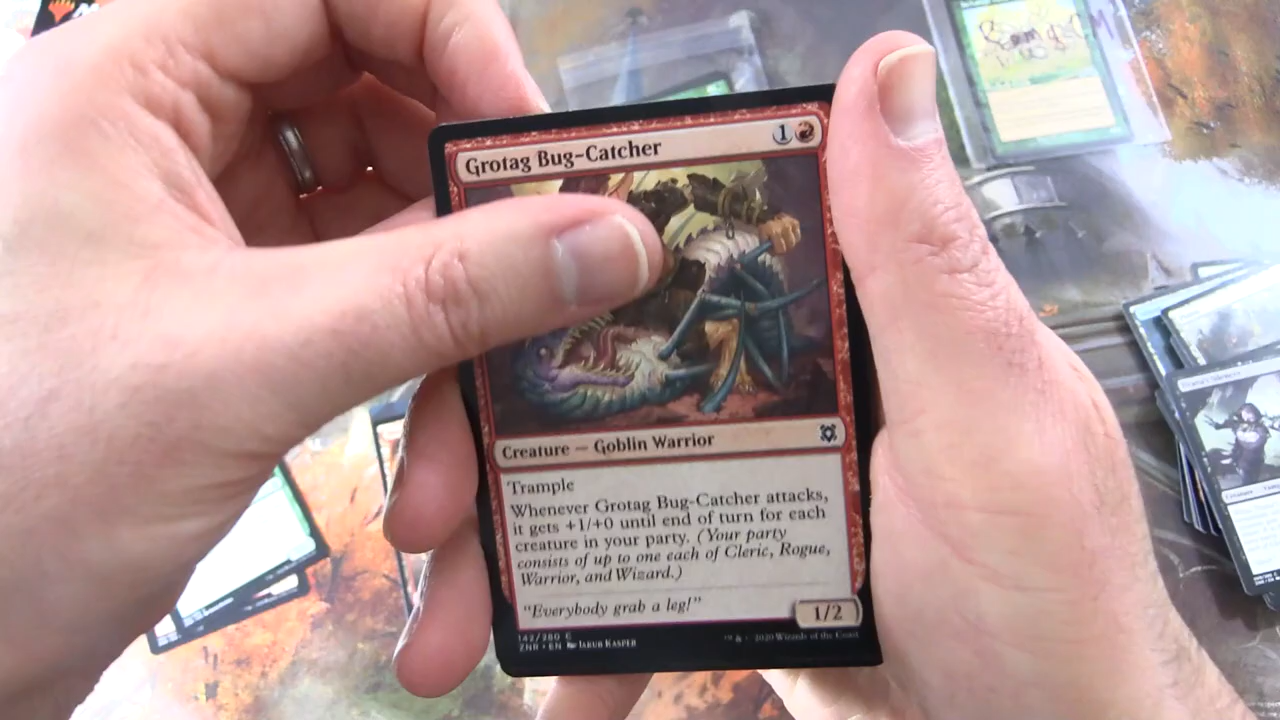 Grotag Bug-Catcher
1
Creature — Goblin Warrior
Trample
Whenever Grotag Bug-Catcher attacks,
it gets +1/+0 until end of turn for each
creature in your party. (Your party
consists of up to one each of Cleric, Rogue,
Warrior, and Wizard.)
"Everybody grab a leg!"
1/2
142/280 C
ZNR • EN Jakub Kasper
™ & © 2020 Wizards of the Coast